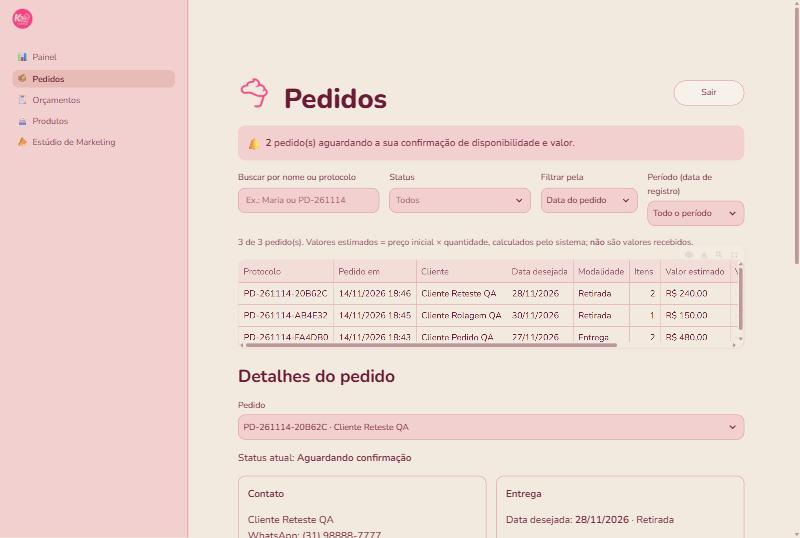 Painel
Pedidos
Orçamentos
Produtos
Estúdio de Marketing
Pedidos
Sair
2 pedido(s) aguardando a sua confirmação de disponibilidade e valor.
Buscar por nome ou protocolo
Status
Filtrar pela
Período (data de
registro)
Ex.: Maria ou PD-261114
Todos
Data do pedido
Todo o período
3 de 3 pedido(s). Valores estimados = preço inicial × quantidade, calculados pelo sistema; não são valores recebidos.
Protocolo Pedido em Cliente Data desejada Modalidade Itens Valor estimado
PD-261114-20B62C 14/11/2026 18:46 Cliente Reteste QA 28/11/2026 Retirada 2 R$ 240,00
PD-261114-AB4F32 14/11/2026 18:45 Cliente Rolagem QA 30/11/2026 Retirada 1 R$ 150,00
PD-261114-FA4DB0 14/11/2026 18:43 Cliente Pedido QA 27/11/2026 Entrega 2 R$ 480,00
Detalhes do pedido
Pedido
PD-261114-20B62C · Cliente Reteste QA
Status atual: Aguardando confirmação
Contato
Cliente Reteste QA
WhatsApp: (31) 98888-7777
Entrega
Data desejada: 28/11/2026 · Retirada